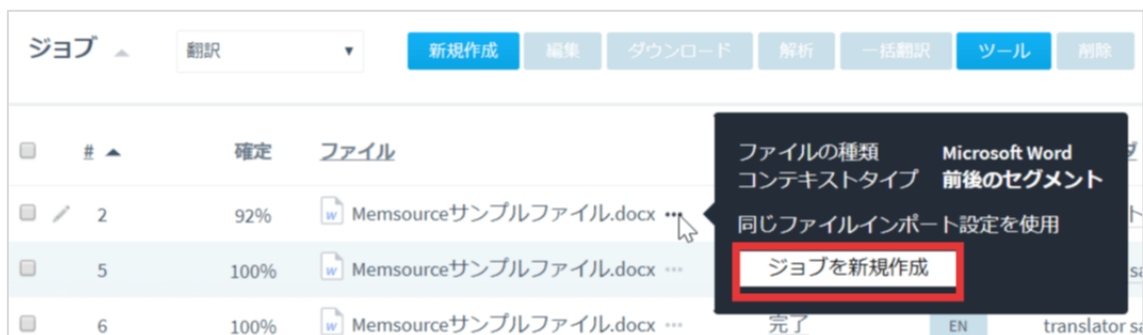 ジョブ 翻訳 新規作成 編集 ダウンロード 解析 一括翻訳 ツール 削除
# 確定 ファイル
2 92% Memsourceサンプルファイル.docx ...
5 100% Memsourceサンプルファイル.docx ...
6 100% Memsourceサンプルファイル.docx ... 完了 EN translator sa
ファイルの種類 Microsoft Word
コンテキストタイプ 前後のセグメント
同じファイルインポート設定を使用
ジョブを新規作成